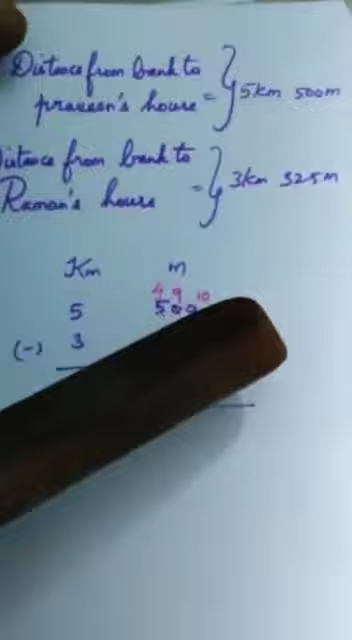 Distance from bank to
praveen's house = } 5km 500m
Distance from bank to
Raman's house = } 3km 325m
Km m
4 9 10
5 500
(-) 3